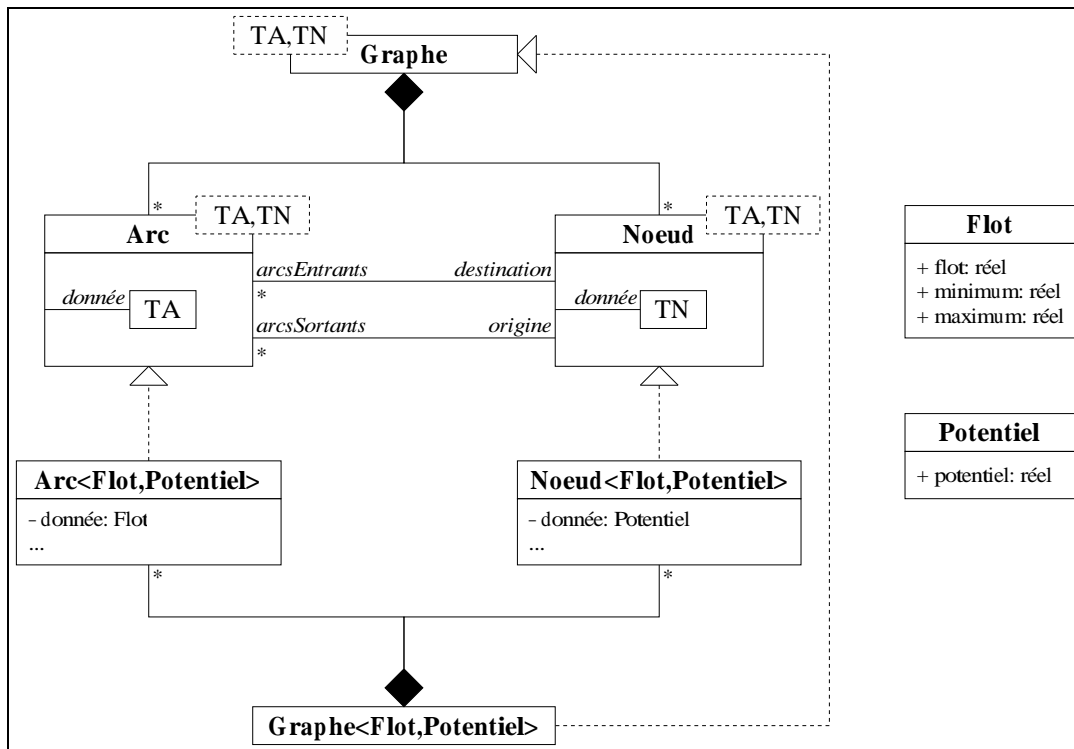 TA,TN
Graphe
* *
TA,TN TA,TN
Arc Noeud
arcsEntrants destination
*
donnée donnée
TA TN
arcsSortants origine
*
Flot
+ flot: réel
+ minimum: réel
+ maximum: réel
Potentiel
+ potentiel: réel
Arc<Flot,Potentiel>
- donnée: Flot
...
Noeud<Flot,Potentiel>
- donnée: Potentiel
...
* *
Graphe<Flot,Potentiel>